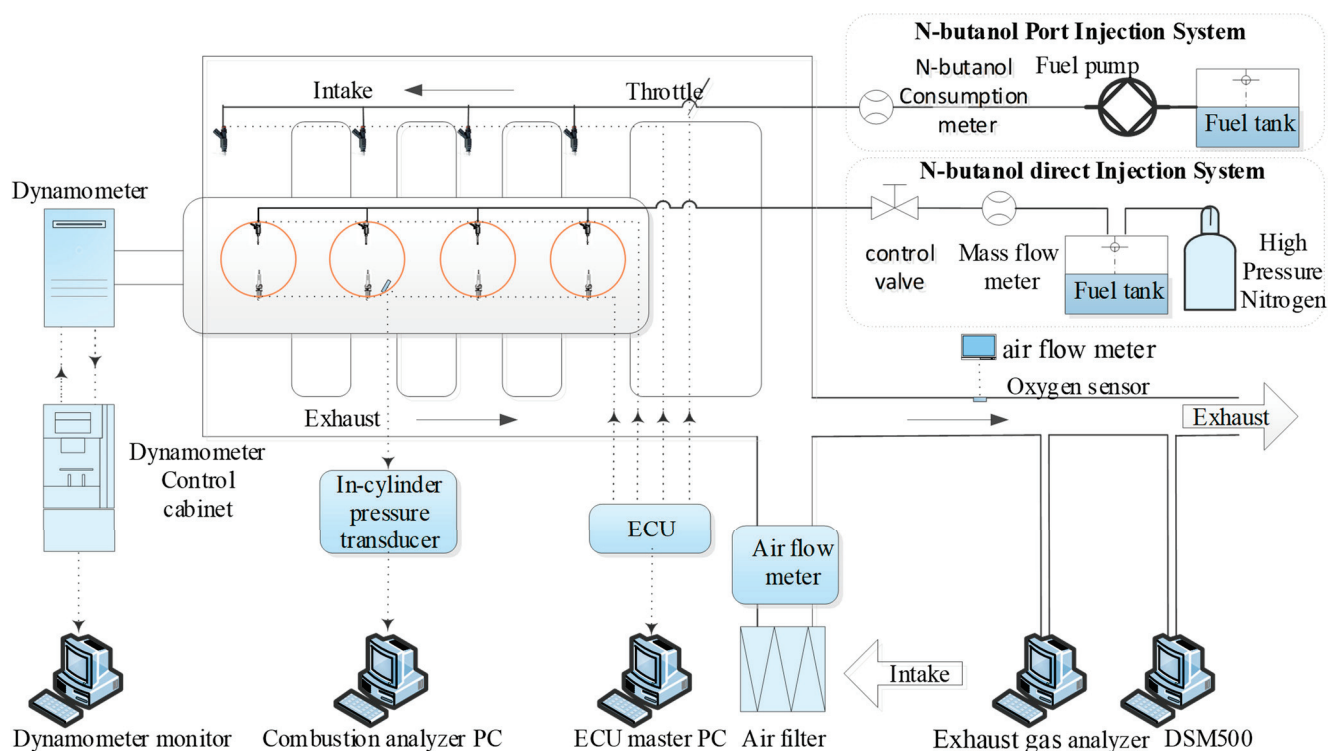 N-butanol Port Injection System
N-butanol
Consumption
meter
Fuel pump
Fuel tank
Intake
Throttle
N-butanol direct Injection System
control
valve
Mass flow
meter
Fuel tank
High
Pressure
Nitrogen
Dynamometer
air flow meter
Oxygen sensor
Exhaust
Exhaust
Dynamometer
Control
cabinet
In-cylinder
pressure
transducer
ECU
Air flow
meter
Intake
Dynamometer monitor
Combustion analyzer PC
ECU master PC
Air filter
Exhaust gas analyzer
DSM500